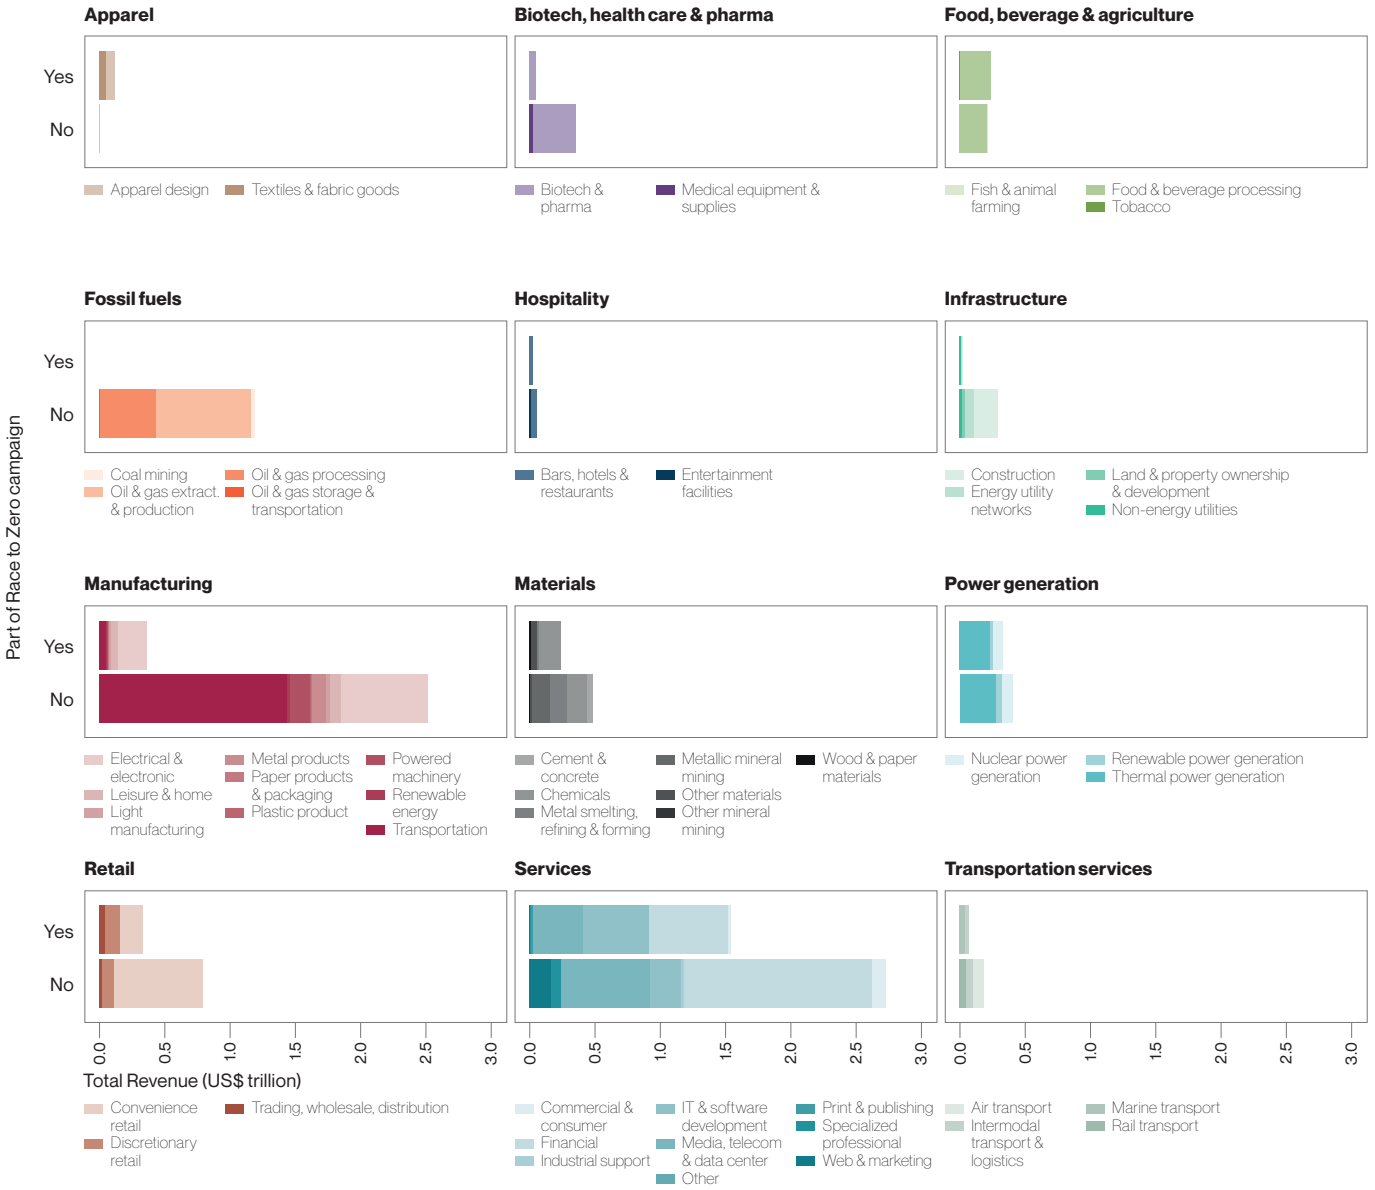 Apparel
Biotech, health care & pharma
Food, beverage & agriculture
Yes
No
Apparel design
Textiles & fabric goods
Biotech &
pharma
Medical equipment &
supplies
Fish & animal
farming
Food & beverage processing
Tobacco
Fossil fuels
Hospitality
Infrastructure
Yes
No
Coal mining
Oil & gas extract.
& production
Oil & gas processing
Oil & gas storage &
transportation
Bars, hotels &
restaurants
Entertainment
facilities
Construction
Energy utility
networks
Land & property ownership
& development
Non-energy utilities
Part of Race to Zero campaign
Manufacturing
Materials
Power generation
Yes
No
Electrical &
electronic
Leisure & home
Light
manufacturing
Metal products
Paper products
& packaging
Plastic product
Powered
machinery
Renewable
energy
Transportation
Cement &
concrete
Chemicals
Metal smelting,
refining & forming
Metallic mineral
mining
Other materials
Other mineral
mining
Wood & paper
materials
Nuclear power
generation
Renewable power generation
Thermal power generation
Retail
Services
Transportation services
Yes
No
0.0 0.5 1.0 1.5 2.0 2.5 3.0
0.0 0.5 1.0 1.5 2.0 2.5 3.0
0.0 0.5 1.0 1.5 2.0 2.5 3.0
Total Revenue (US$ trillion)
Convenience
retail
Discretionary
retail
Trading, wholesale, distribution
Commercial &
consumer
Financial
Industrial support
IT & software
development
Media, telecom
& data center
Other
Print & publishing
Specialized
professional
Web & marketing
Air transport
Intermodal
transport &
logistics
Marine transport
Rail transport